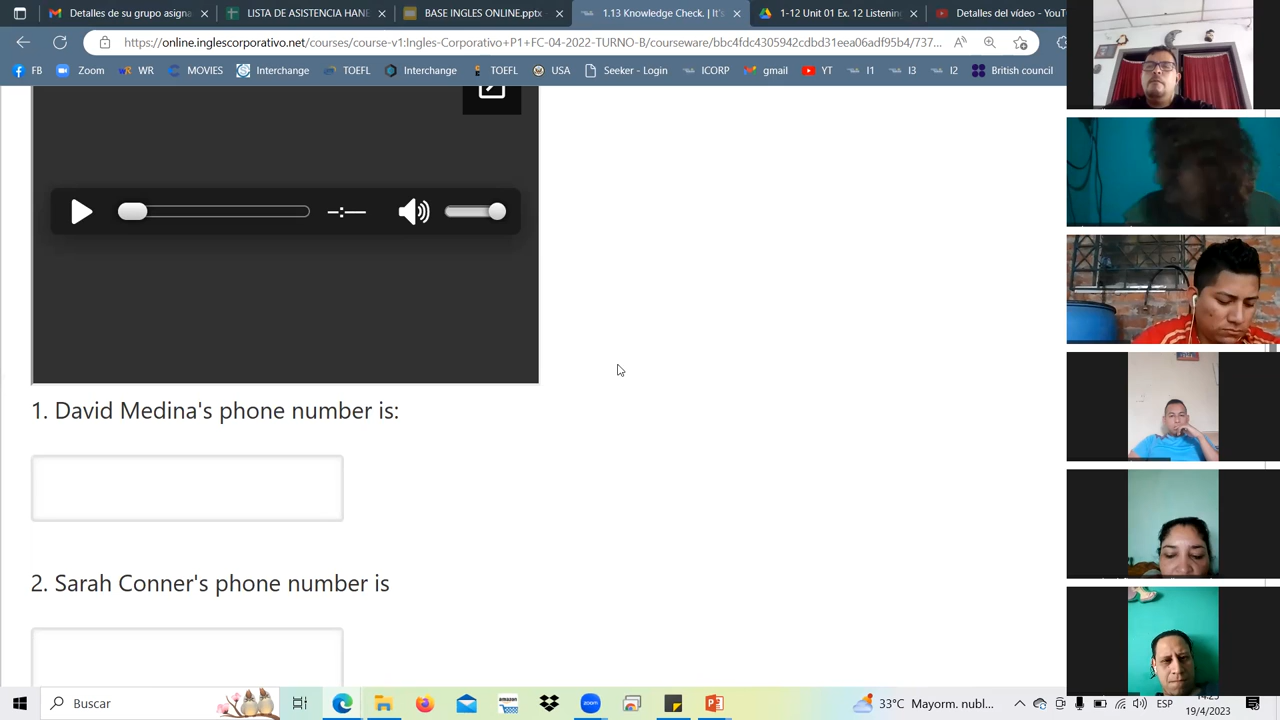 Detalles de su grupo asigna
LISTA DE ASISTENCIA HANE
BASE INGLES ONLINE.pptx
1.13 Knowledge Check. | It's
1-12 Unit 01 Ex. 12 Listenin
Detalles del vídeo - YouT
https://online.inglescorporativo.net/courses/course-v1:Ingles-Corporativo+P1+FC-04-2022-TURNO-B/courseware/bbc4fdc4305942cdbd31eea06adf95b4/737...
FB
Zoom
WR
MOVIES
Interchange
TOEFL
Interchange
TOEFL
USA
Seeker - Login
ICORP
gmail
YT
I1
I3
I2
British council
-:--
1. David Medina's phone number is:
2. Sarah Conner's phone number is
Buscar
amazon
zoom
33°C Mayorm. nubl...
ESP
14:25
19/4/2023